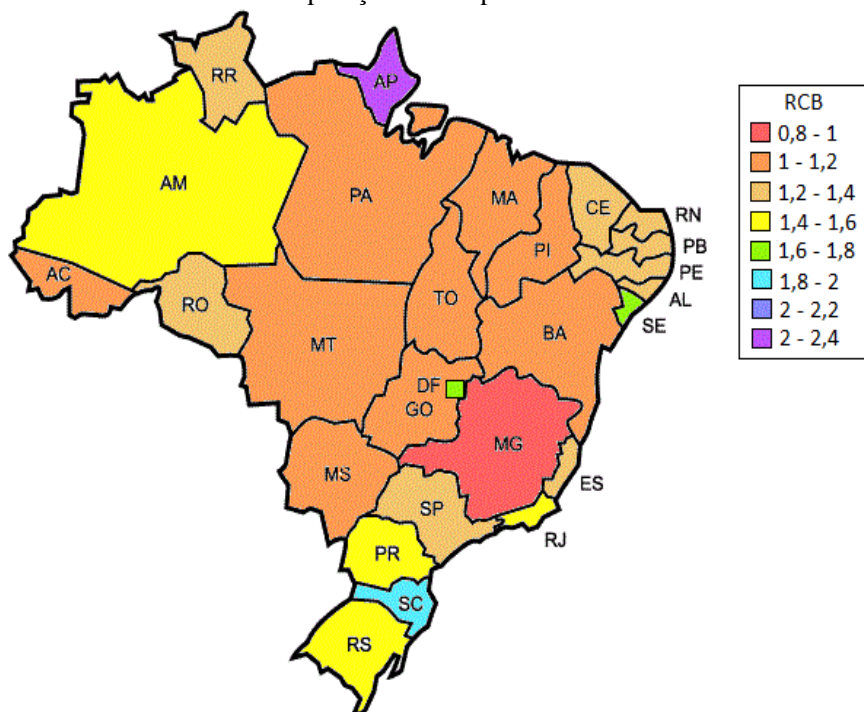 RR
AP
AM
PA
MA
CE
RN
PB
PE
AL
SE
PI
AC
RO
TO
BA
MT
DF
GO
MG
MS
ES
SP
RJ
PR
SC
RS
RCB
0,8 - 1
1 - 1,2
1,2 - 1,4
1,4 - 1,6
1,6 - 1,8
1,8 - 2
2 - 2,2
2 - 2,4